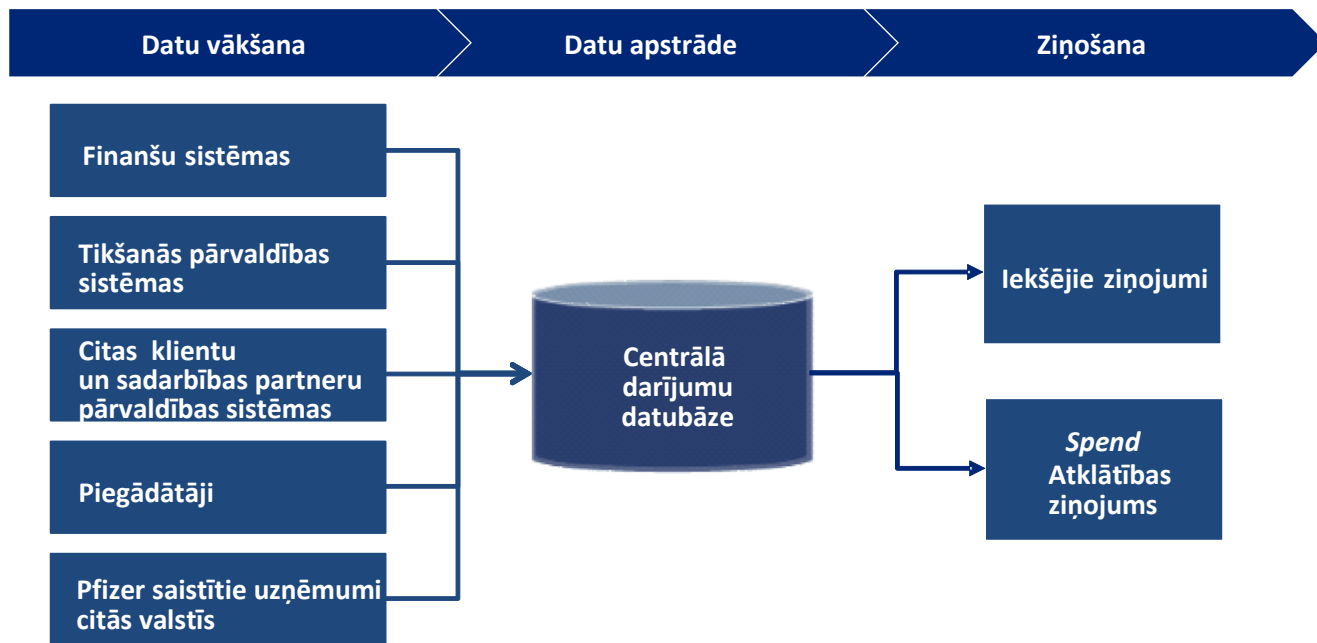 Datu vākšana
Datu apstrāde
Ziņošana
Finanšu sistēmas
Tikšanās pārvaldības
sistēmas
Citas klientu
un sadarbības partneru
pārvaldības sistēmas
Piegādātāji
Pfizer saistītie uzņēmumi
citās valstīs
Centrālā
darījumu
datubāze
Iekšējie ziņojumi
Spend
Atklātības
ziņojums